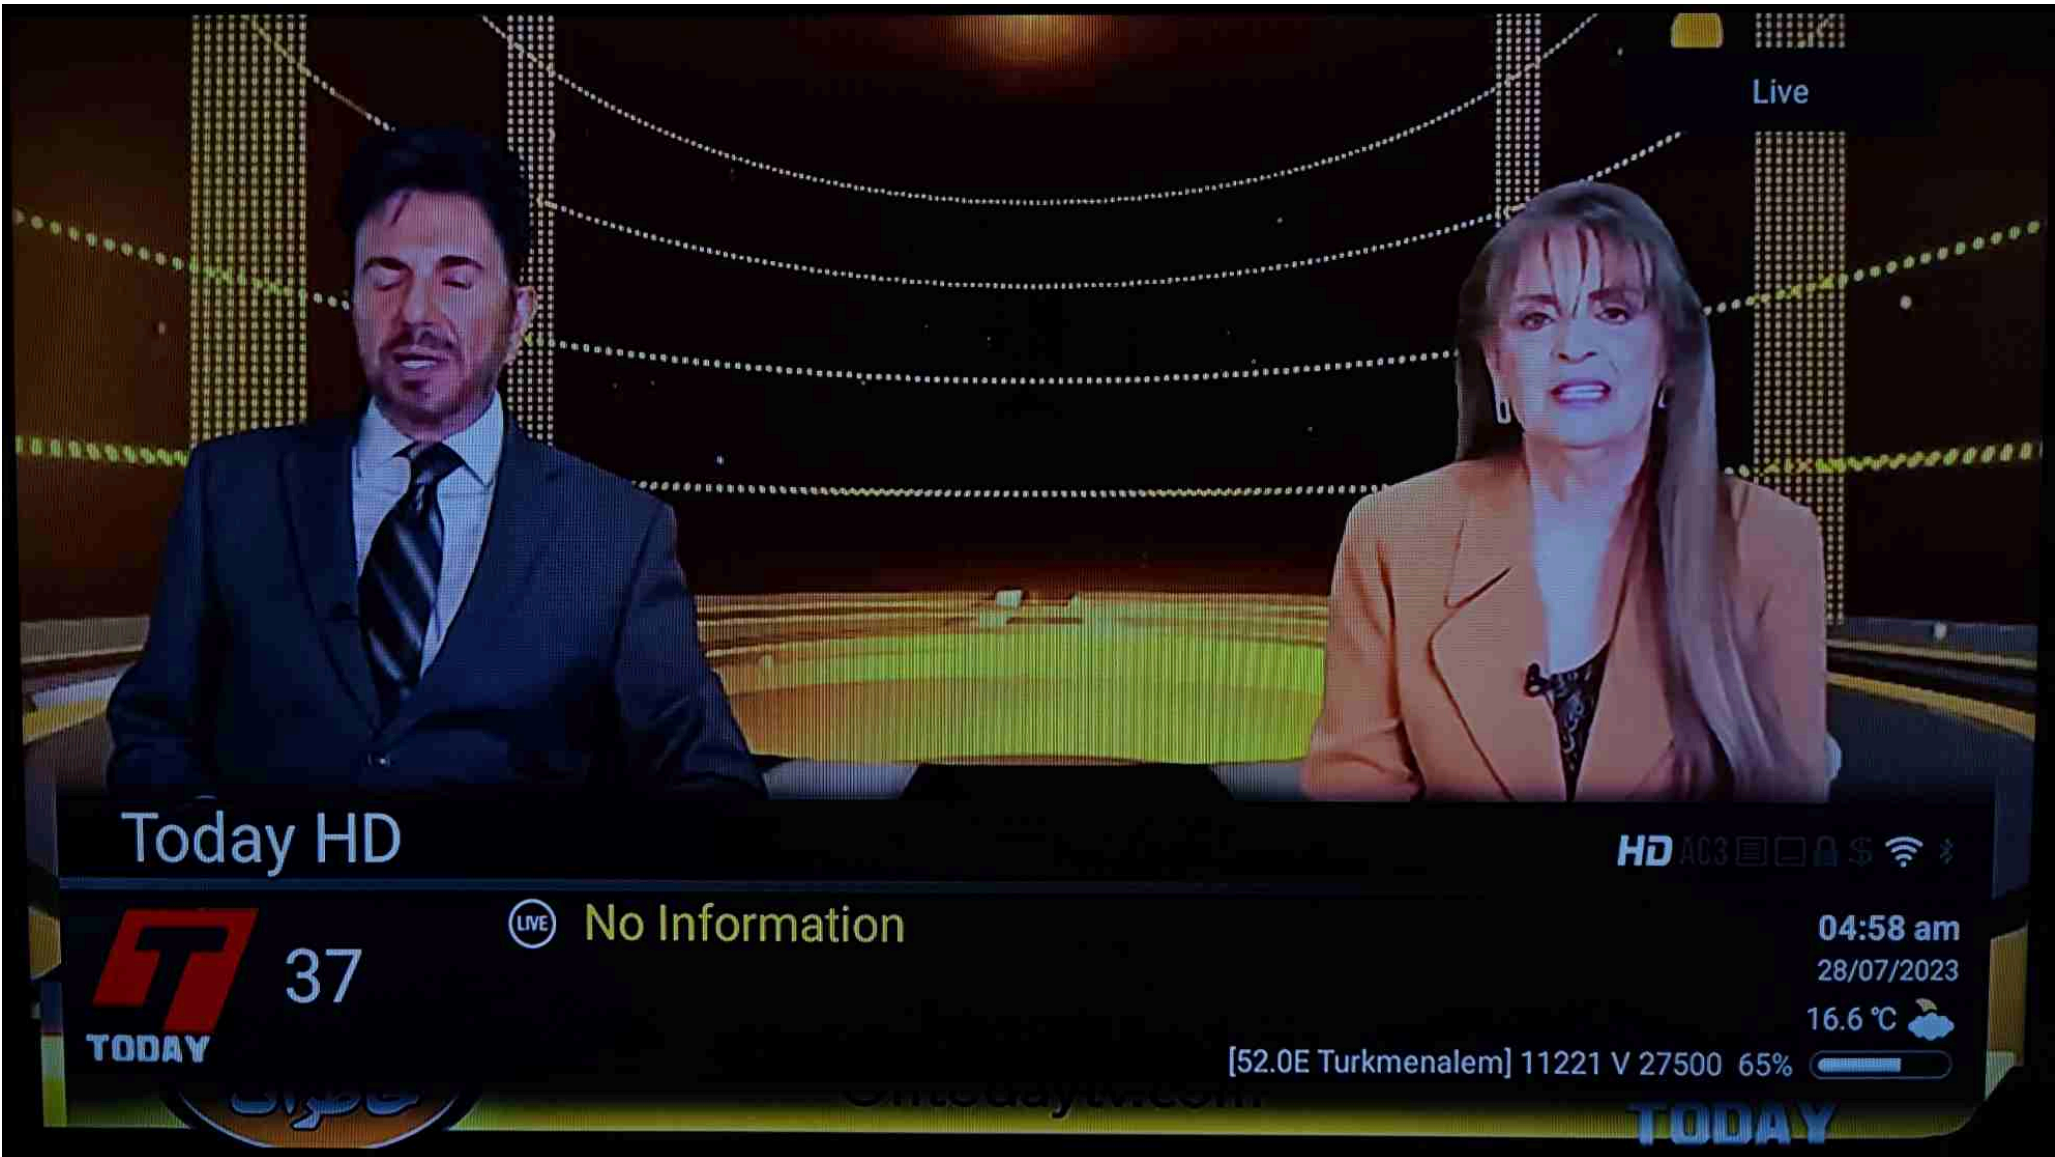 Live
Today HD
HD AC3 $
37
LIVE No Information
04:58 am
28/07/2023
16.6 °C
TODAY
[52.0E Turkmenalem] 11221 V 27500 65%
TODAY